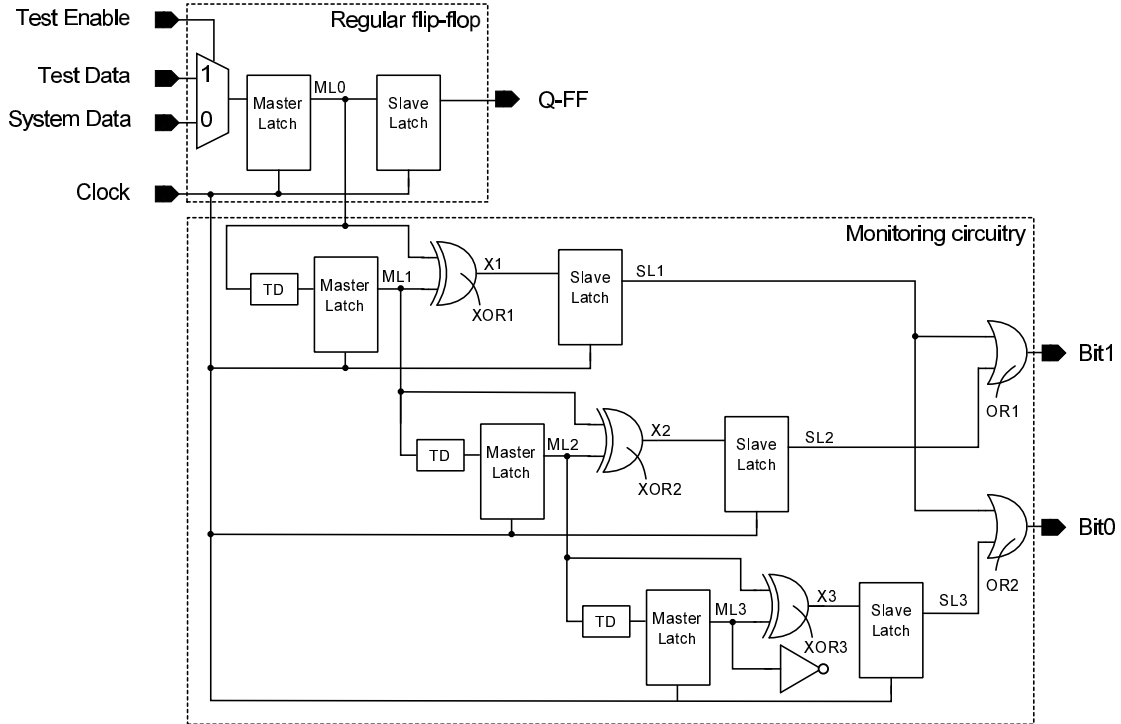 Test Enable
Regular flip-flop
Test Data
1
ML0
Master
Latch
Slave
Latch
Q-FF
System Data
0
Clock
Monitoring circuitry
TD
Master
Latch
ML1
X1
XOR1
Slave
Latch
SL1
Bit1
OR1
TD
Master
Latch
ML2
X2
XOR2
Slave
Latch
SL2
Bit0
OR2
TD
Master
Latch
ML3
X3
XOR3
Slave
Latch
SL3